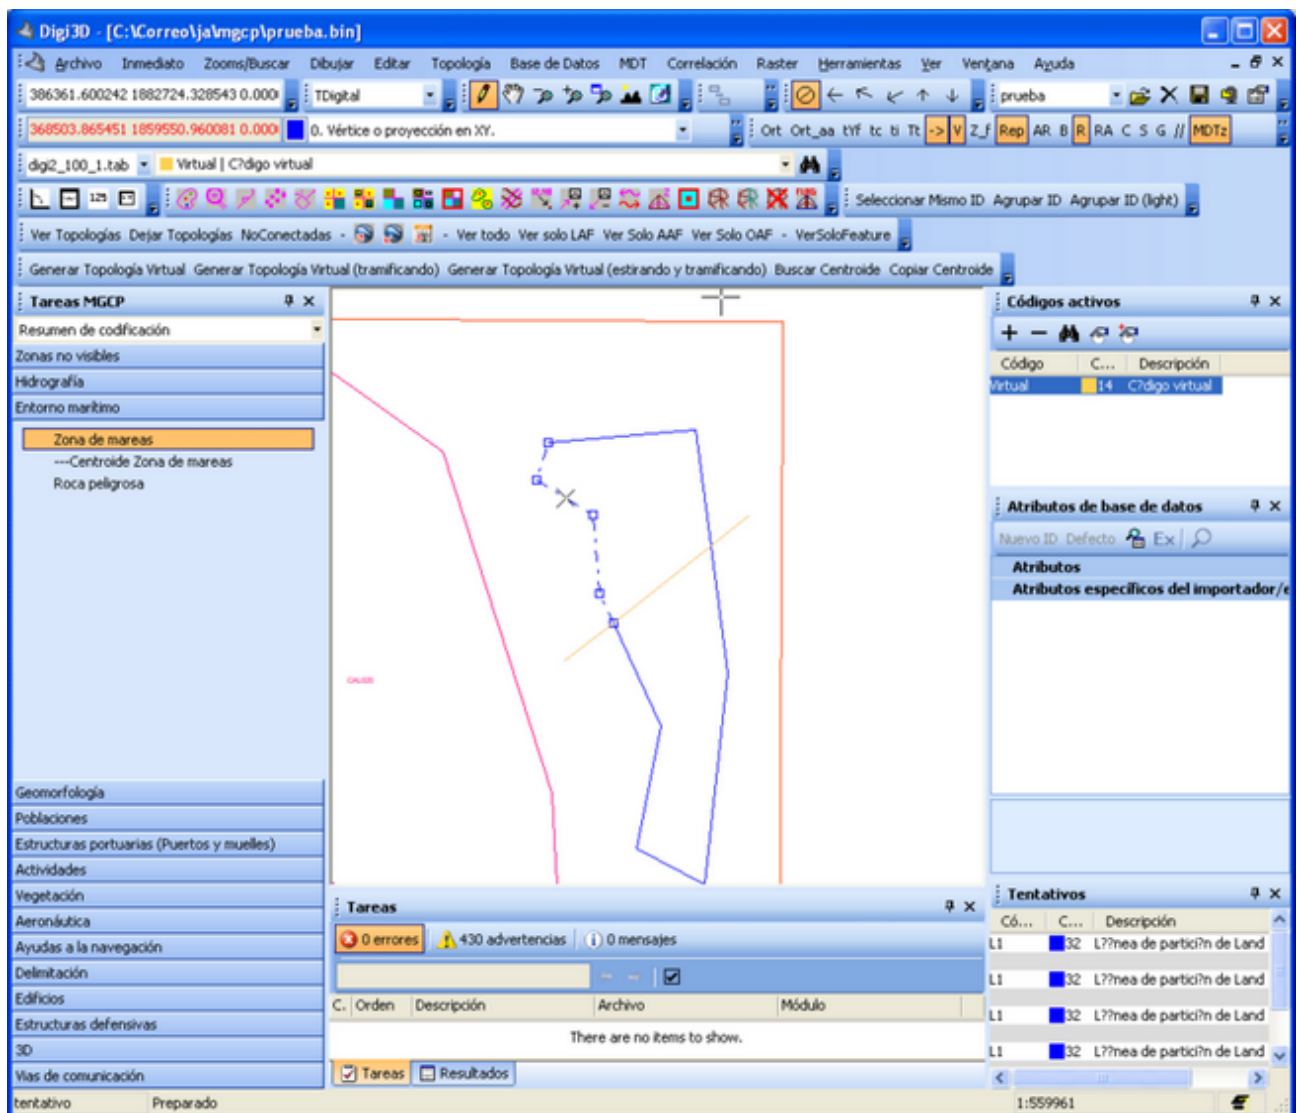 Digi3D - [C:\Correo\ja\mgcp\prueba.bin]
Archivo Inmediato Zooms/Buscar Dibujar Editar Topología Base de Datos MDT Correlación Raster Herramientas Ver Ventana Ayuda
386361.600242 1882724.328543 0.000 TDigital prueba
368503.865451 1859550.960081 0.000 0. Vértice o proyección en XY. Ort Ort_aa tYf tc ti Tt -> V Z_f Rep AR B R RA C S G // MDTz
digi2_100_1.tab Virtual | C?digo virtual
Seleccionar Mismo ID Agrupar ID Agrupar ID (light)
Ver Topologías Dejar Topologías NoConectadas - - Ver todo Ver solo LAF Ver Solo AAF Ver Solo OAF - VerSoloFeature
Generar Topología Virtual Generar Topología Virtual (tramificando) Generar Topología Virtual (estirando y tramificando) Buscar Centroide Copiar Centroide
Tareas MGCP
Resumen de codificación
Zonas no visibles
Hidrografía
Entorno marítimo
Zona de mareas
---Centroide Zona de mareas
Roca peligrosa
Geomorfología
Poblaciones
Estructuras portuarias (Puertos y muelles)
Actividades
Vegetación
Aeronáutica
Ayudas a la navegación
Delimitación
Edificios
Estructuras defensivas
3D
Vias de comunicación
Códigos activos
Código C... Descripción
Virtual 14 C?digo virtual
Atributos de base de datos
Nuevo ID Defecto Ex
Atributos
Atributos específicos del importador/e
Tareas
0 errores 430 advertencias 0 mensajes
C. Orden Descripción Archivo Módulo
There are no items to show.
Tareas Resultados
Tentativos
Có... C... Descripción
L1 32 L??nea de partici?n de Land
L1 32 L??nea de partici?n de Land
L1 32 L??nea de partici?n de Land
L1 32 L??nea de partici?n de Land
tentativo Preparado 1:559961